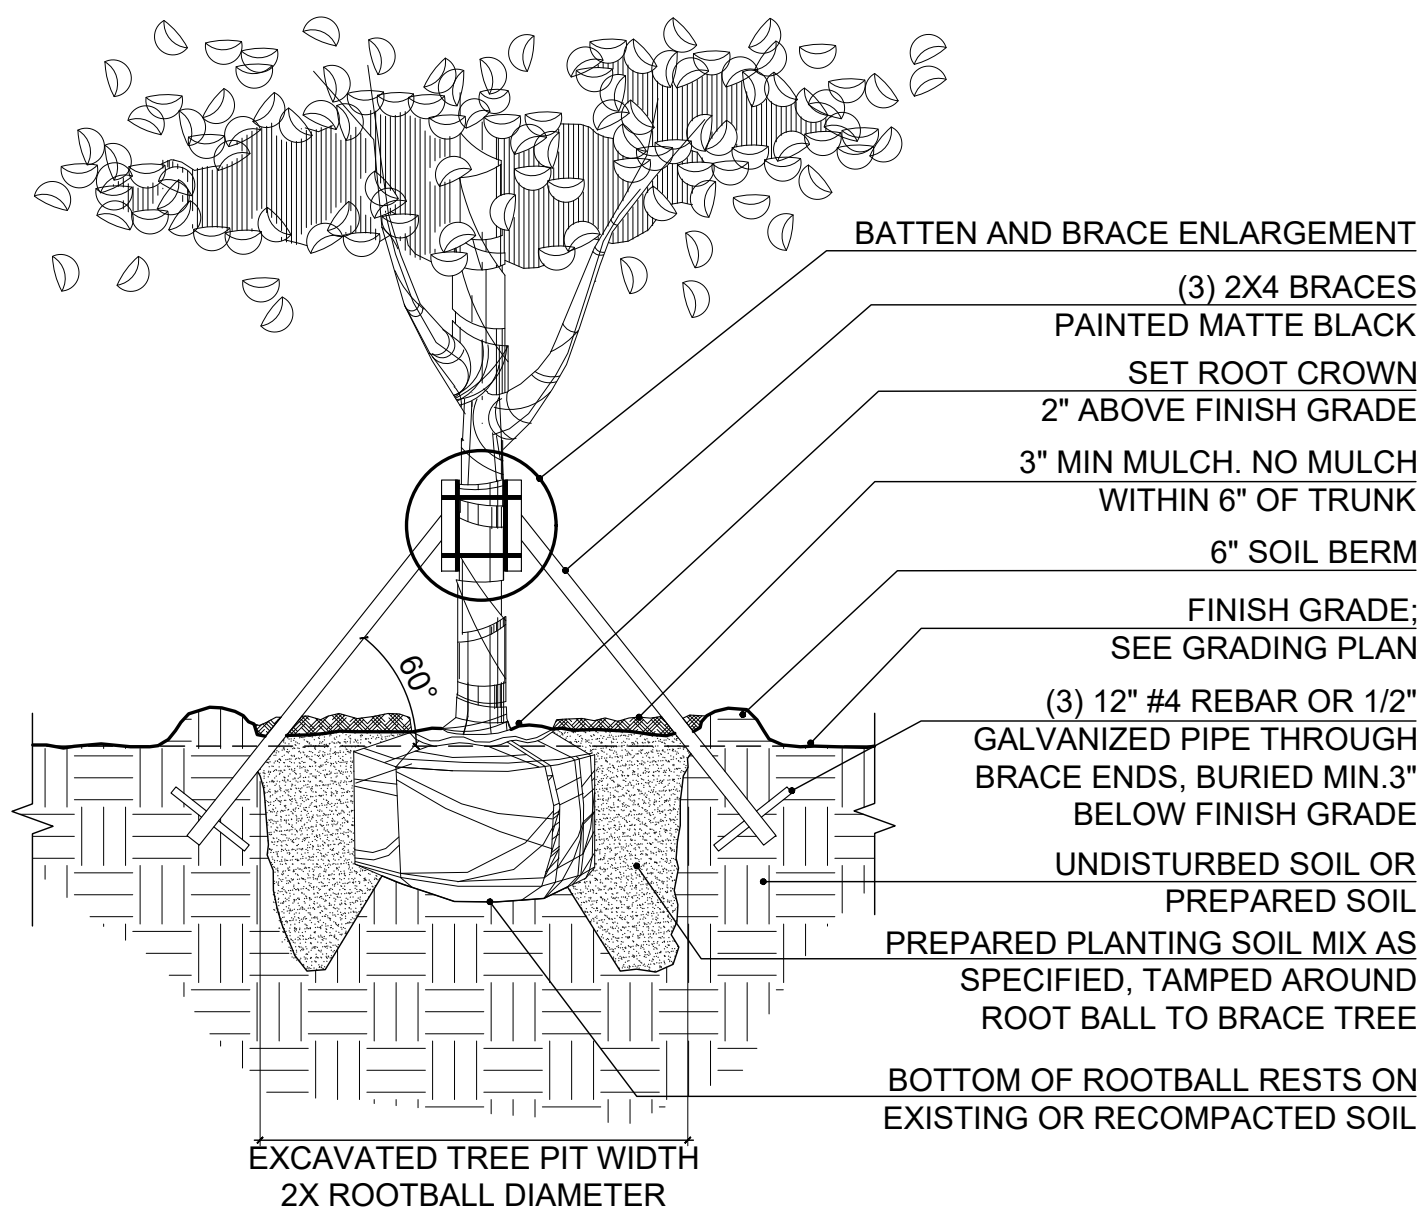 BATTEN AND BRACE ENLARGEMENT
(3) 2X4 BRACES
PAINTED MATTE BLACK
SET ROOT CROWN
2" ABOVE FINISH GRADE
3" MIN MULCH. NO MULCH
WITHIN 6" OF TRUNK
6" SOIL BERM
FINISH GRADE;
SEE GRADING PLAN
60°
(3) 12" #4 REBAR OR 1/2"
GALVANIZED PIPE THROUGH
BRACE ENDS, BURIED MIN.3"
BELOW FINISH GRADE
UNDISTURBED SOIL OR
PREPARED SOIL
PREPARED PLANTING SOIL MIX AS
SPECIFIED, TAMPED AROUND
ROOT BALL TO BRACE TREE
BOTTOM OF ROOTBALL RESTS ON
EXISTING OR RECOMPACTED SOIL
EXCAVATED TREE PIT WIDTH
2X ROOTBALL DIAMETER